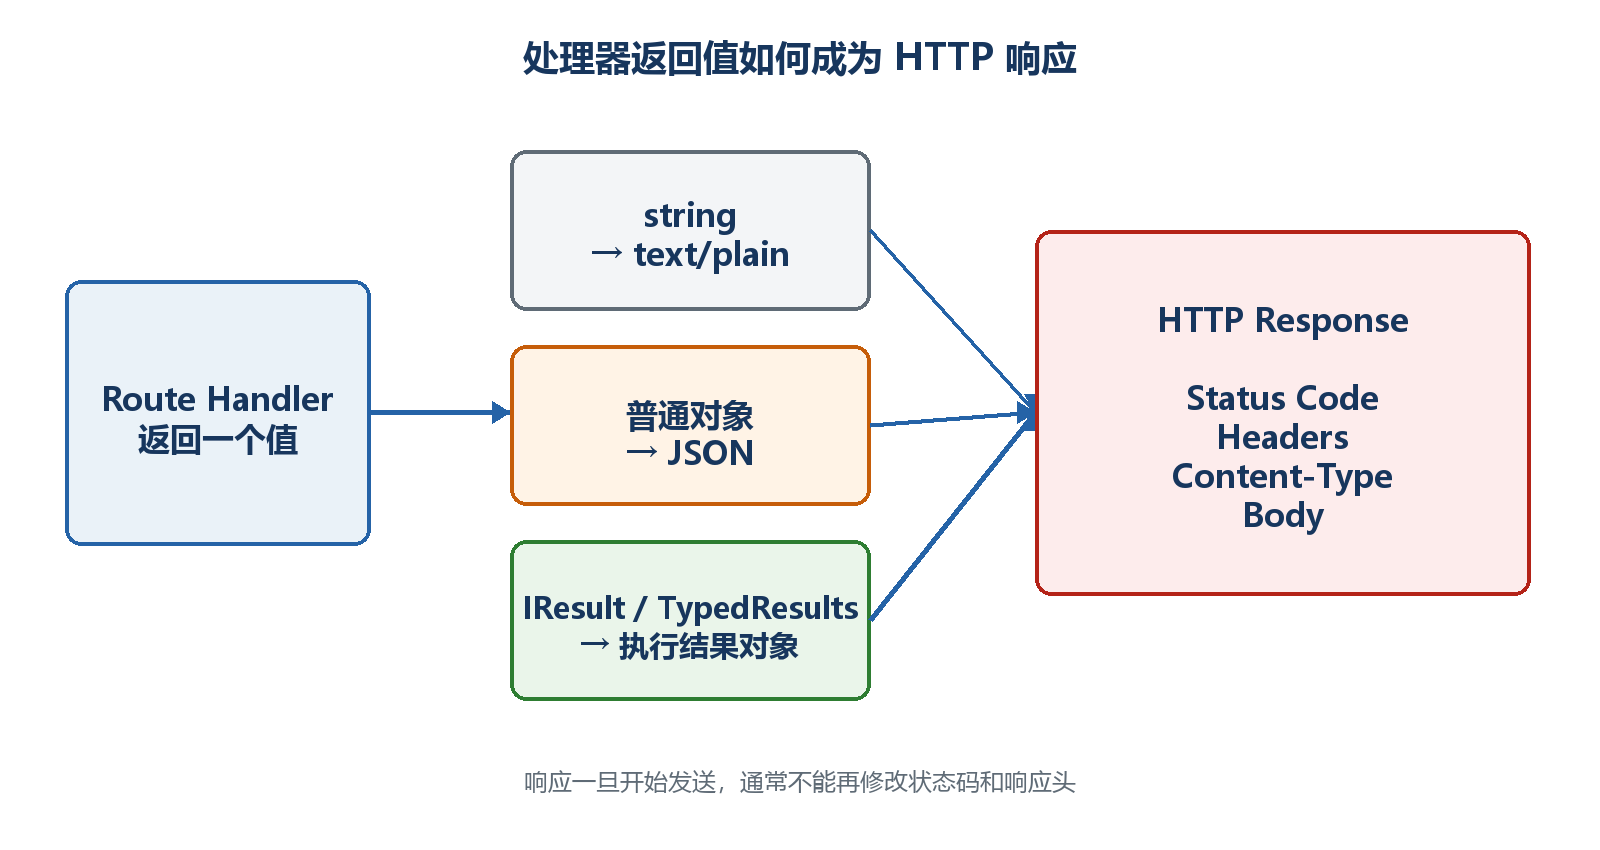 处理器返回值如何成为 HTTP 响应
Route Handler
返回一个值
string
→ text/plain
普通对象
→ JSON
IResult / TypedResults
→ 执行结果对象
HTTP Response
Status Code
Headers
Content-Type
Body
响应一旦开始发送，通常不能再修改状态码和响应头